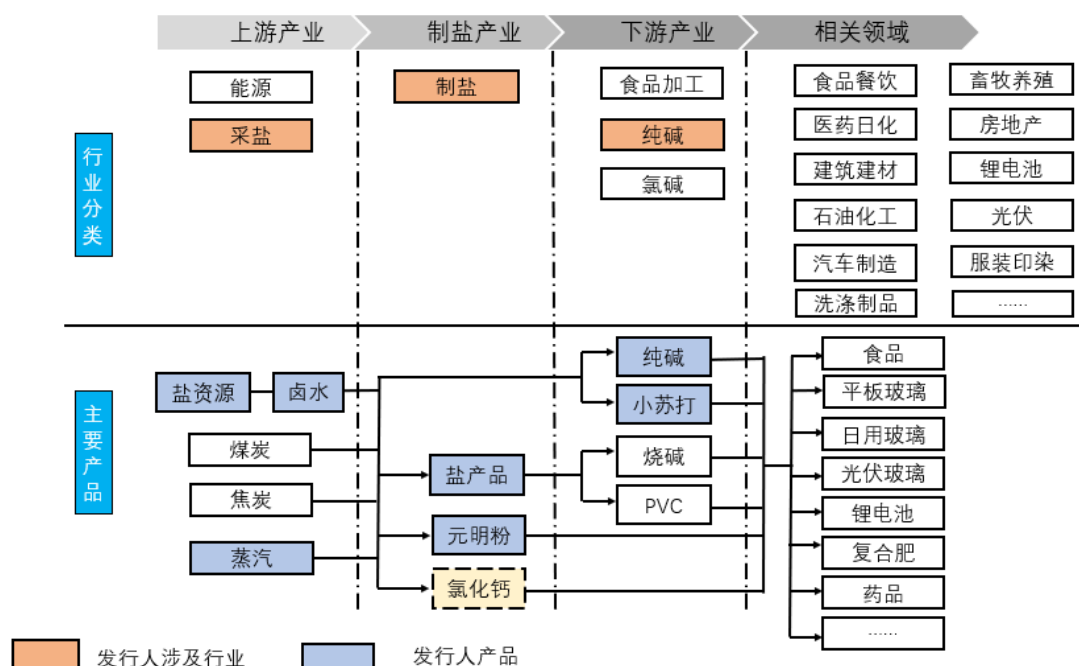 上游产业
制盐产业
下游产业
相关领域
行业分类
能源
采盐
制盐
食品加工
纯碱
氯碱
食品餐饮
畜牧养殖
医药日化
房地产
建筑建材
锂电池
石油化工
光伏
汽车制造
服装印染
洗涤制品
......
主要产品
盐资源
卤水
煤炭
焦炭
蒸汽
盐产品
元明粉
氯化钙
纯碱
小苏打
烧碱
PVC
食品
平板玻璃
日用玻璃
光伏玻璃
锂电池
复合肥
药品
......
发行人涉及行业
发行人产品